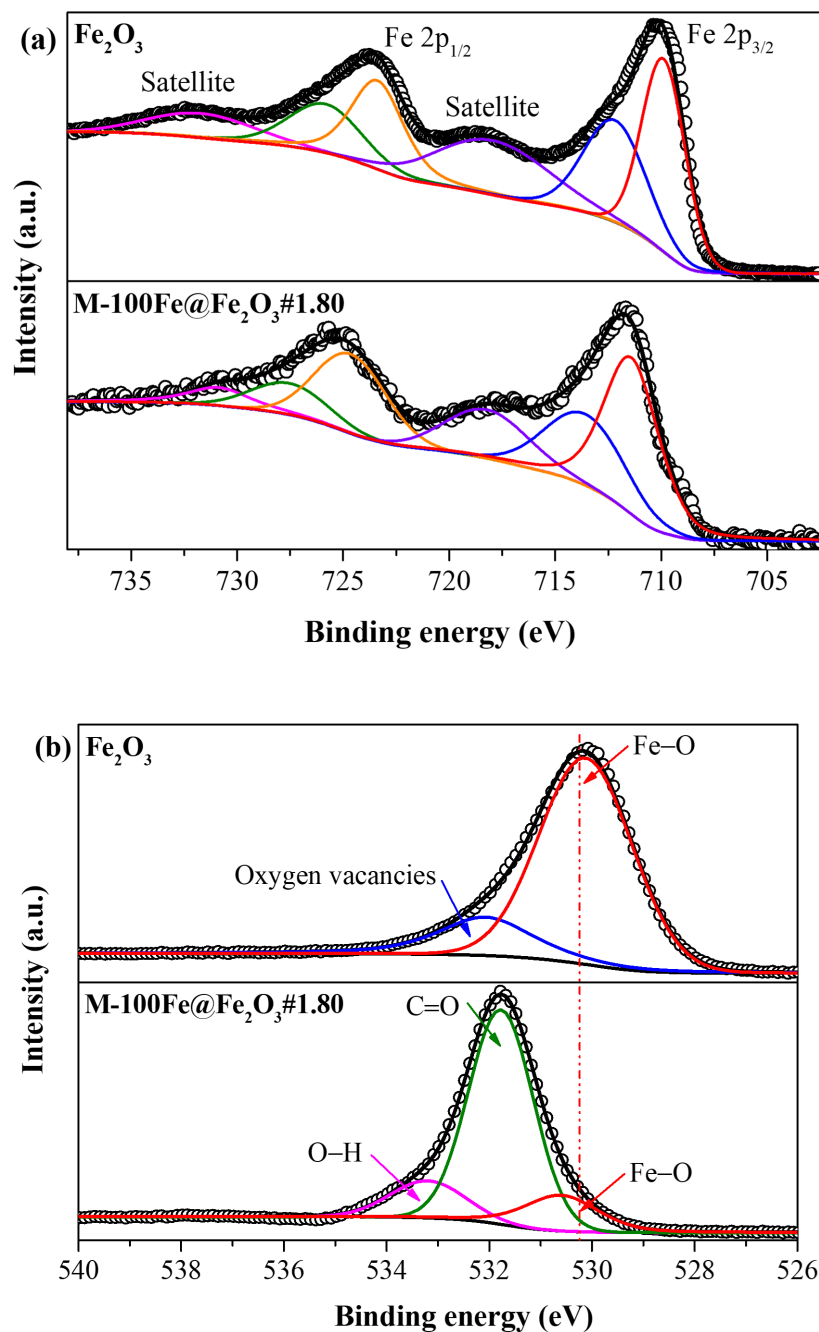 (a) Fe₂O₃
Fe 2p₁/₂
Fe 2p₃/₂
Satellite
Satellite
M-100Fe@Fe₂O₃#1.80
Intensity (a.u.)
735 730 725 720 715 710 705
Binding energy (eV)
(b) Fe₂O₃
Fe–O
Oxygen vacancies
M-100Fe@Fe₂O₃#1.80
C=O
O–H
Fe–O
Intensity (a.u.)
540 538 536 534 532 530 528 526
Binding energy (eV)